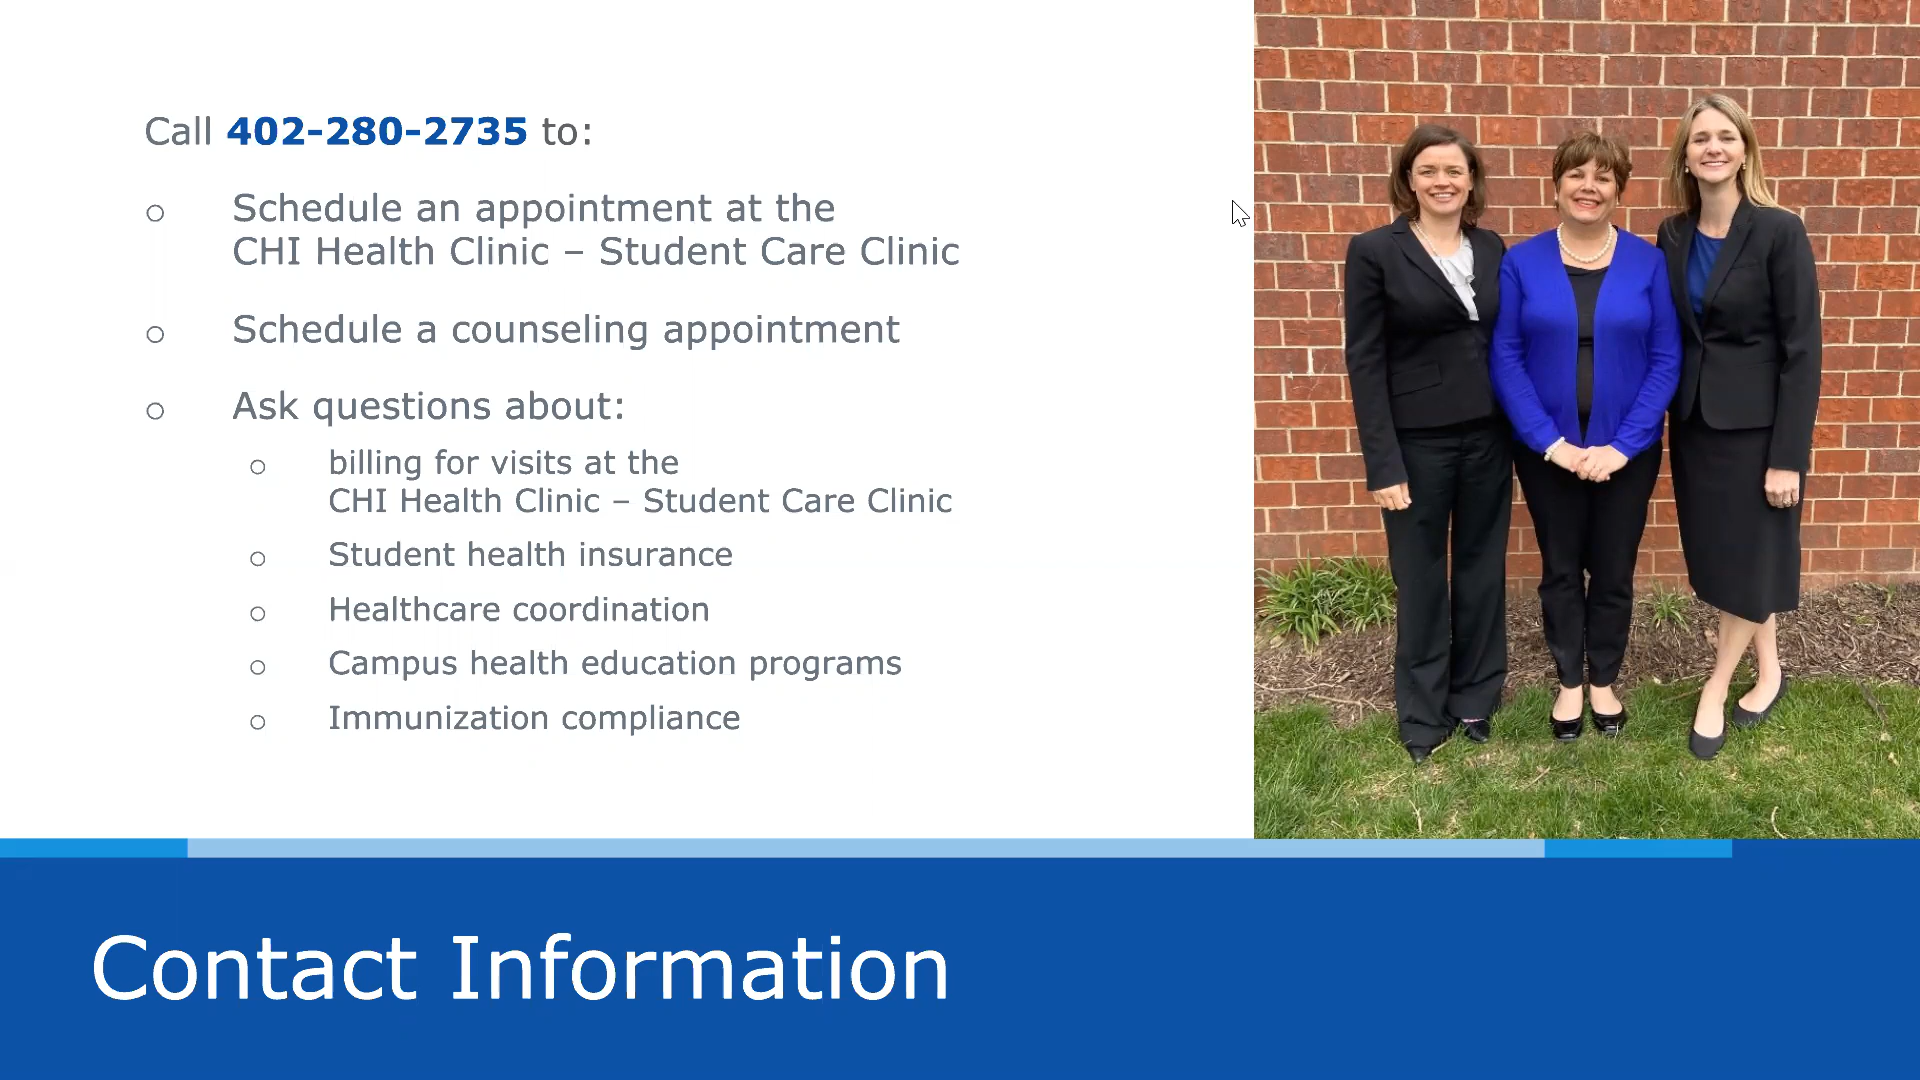 Call 402-280-2735 to:
○ Schedule an appointment at the
CHI Health Clinic – Student Care Clinic
○ Schedule a counseling appointment
○ Ask questions about:
○ billing for visits at the
CHI Health Clinic – Student Care Clinic
○ Student health insurance
○ Healthcare coordination
○ Campus health education programs
○ Immunization compliance
Contact Information